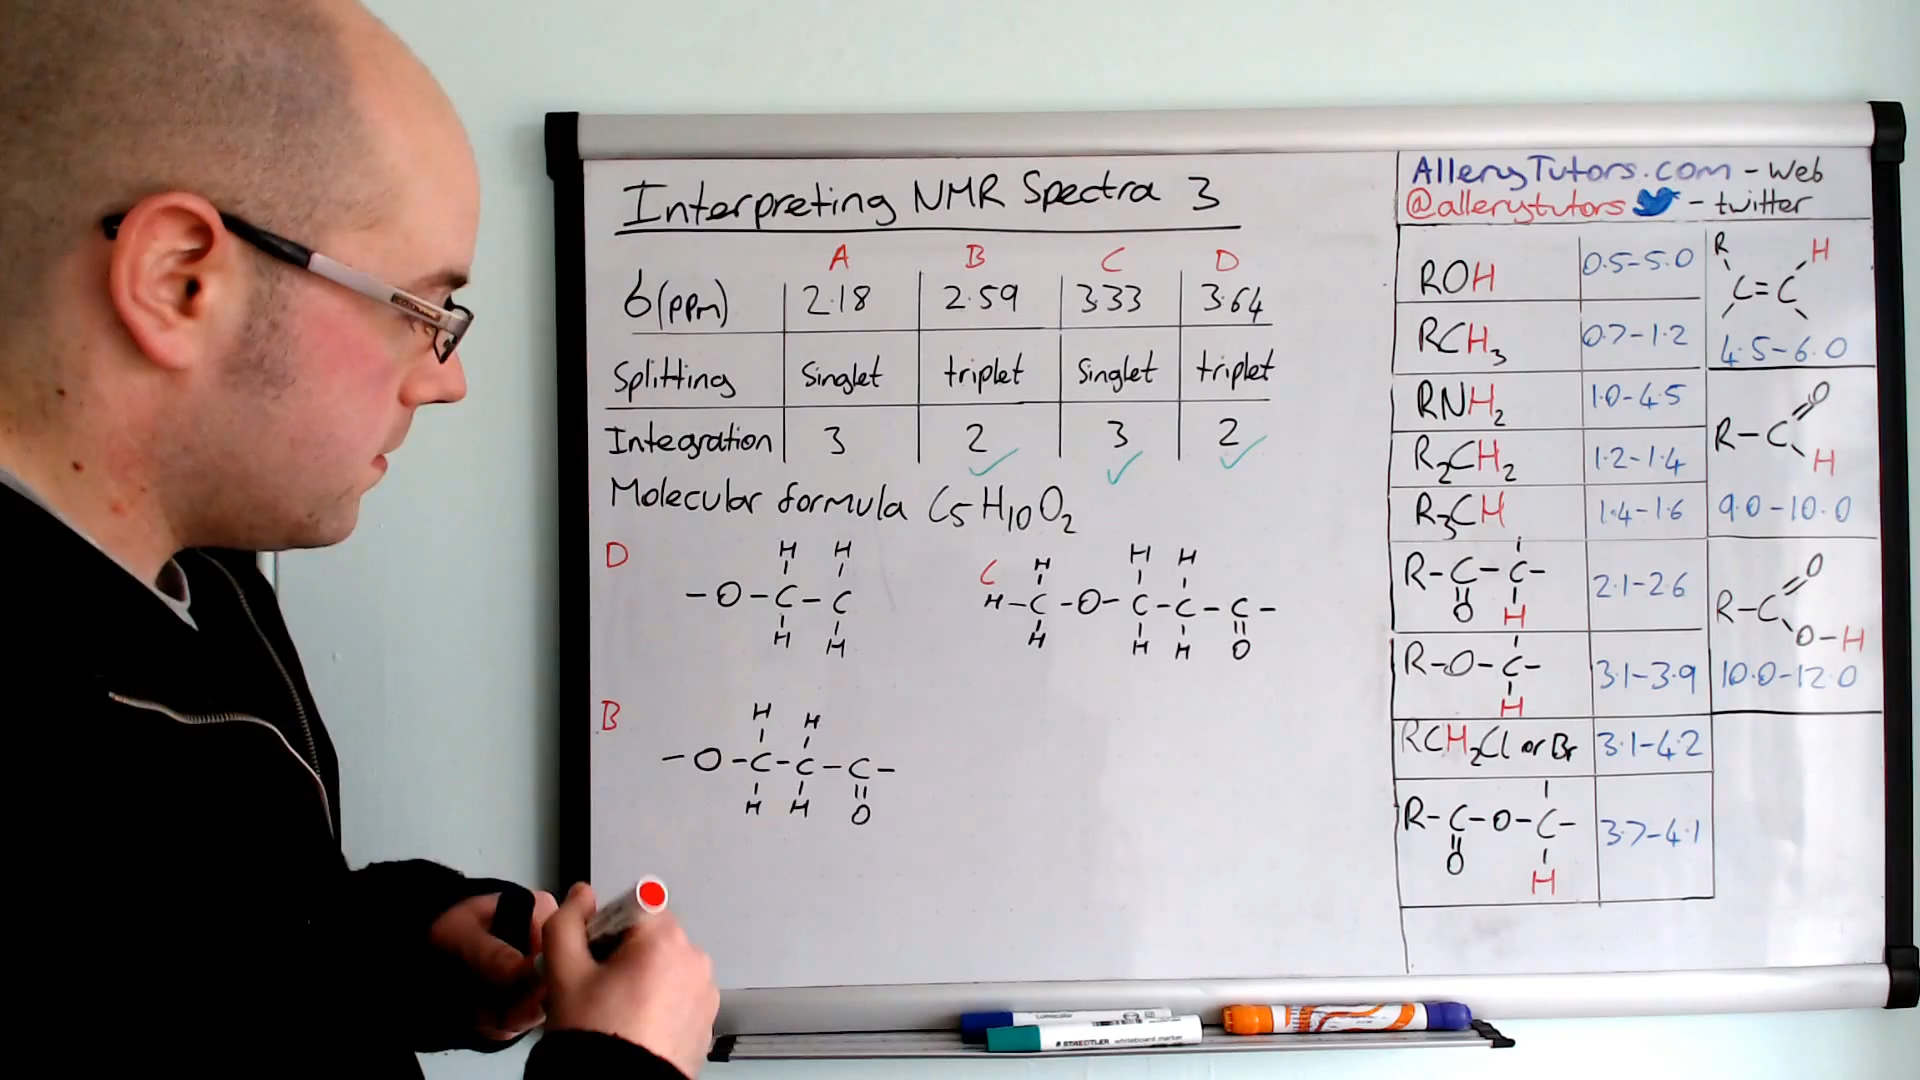 Interpreting NMR Spectra 3
A B C D
δ(ppm) 2.18 2.59 3.33 3.64
Splitting Singlet triplet Singlet triplet
Integration 3 2 3 2
Molecular formula C5H10O2
D
H H
-O-C-C
H H
C
H H H
H-C-O-C-C-C-
H H H O
B
H H
-O-C-C-C-
H H O
AlleryTutors.com - Web
@allerytutors - twitter
ROH 0.5-5.0
RCH3 0.7-1.2
RNH2 1.0-4.5
R2CH2 1.2-1.4
R3CH 1.4-1.6
R-C-C-
O H
2.1-2.6
R-O-C-
H
3.1-3.9
RCH2Cl or Br 3.1-4.2
R-C-O-C-
O H
3.7-4.1
R H
C=C
4.5-6.0
O
R-C
H
9.0-10.0
O
R-C
O-H
10.0-12.0
Lumocolor
STAEDTLER whiteboard marker